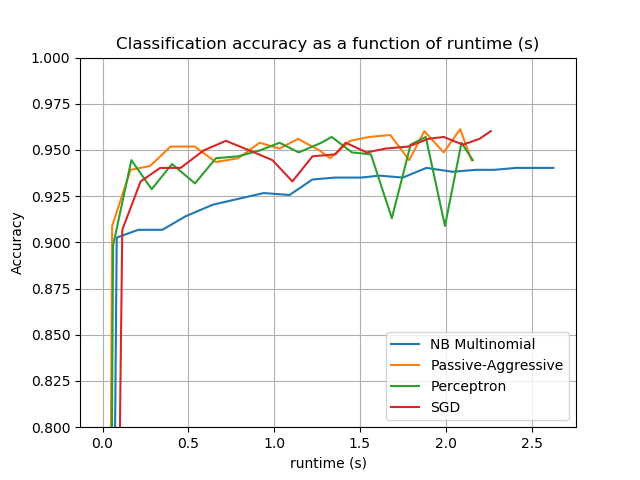 Classification accuracy as a function of runtime (s)
1.000
0.975
0.950
0.925
0.900
0.875
0.850
0.825
0.800
Accuracy
NB Multinomial
Passive-Aggressive
Perceptron
SGD
0.0 0.5 1.0 1.5 2.0 2.5
runtime (s)